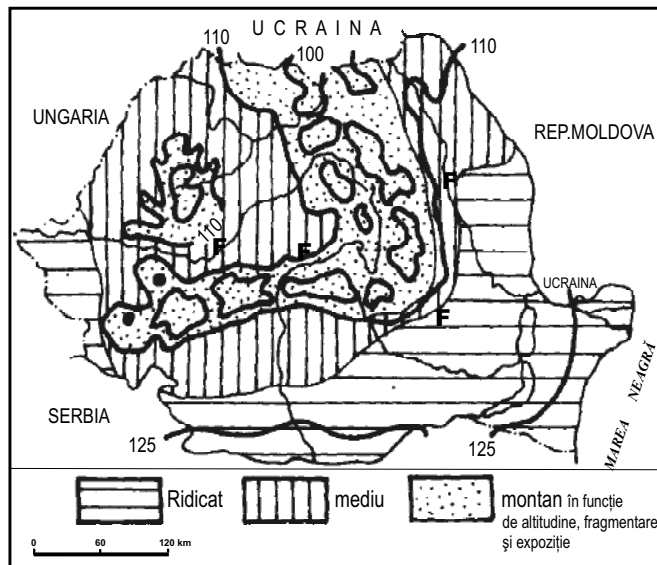 UCRAINA
110
100
110
UNGARIA
REP.MOLDOVA
F
110
F
F
UCRAINA
F
MAREA NEAGRĂ
SERBIA
125
125
Ridicat
mediu
montan în funcție
de altitudine, fragmentare
și expoziție
0 60 120 km